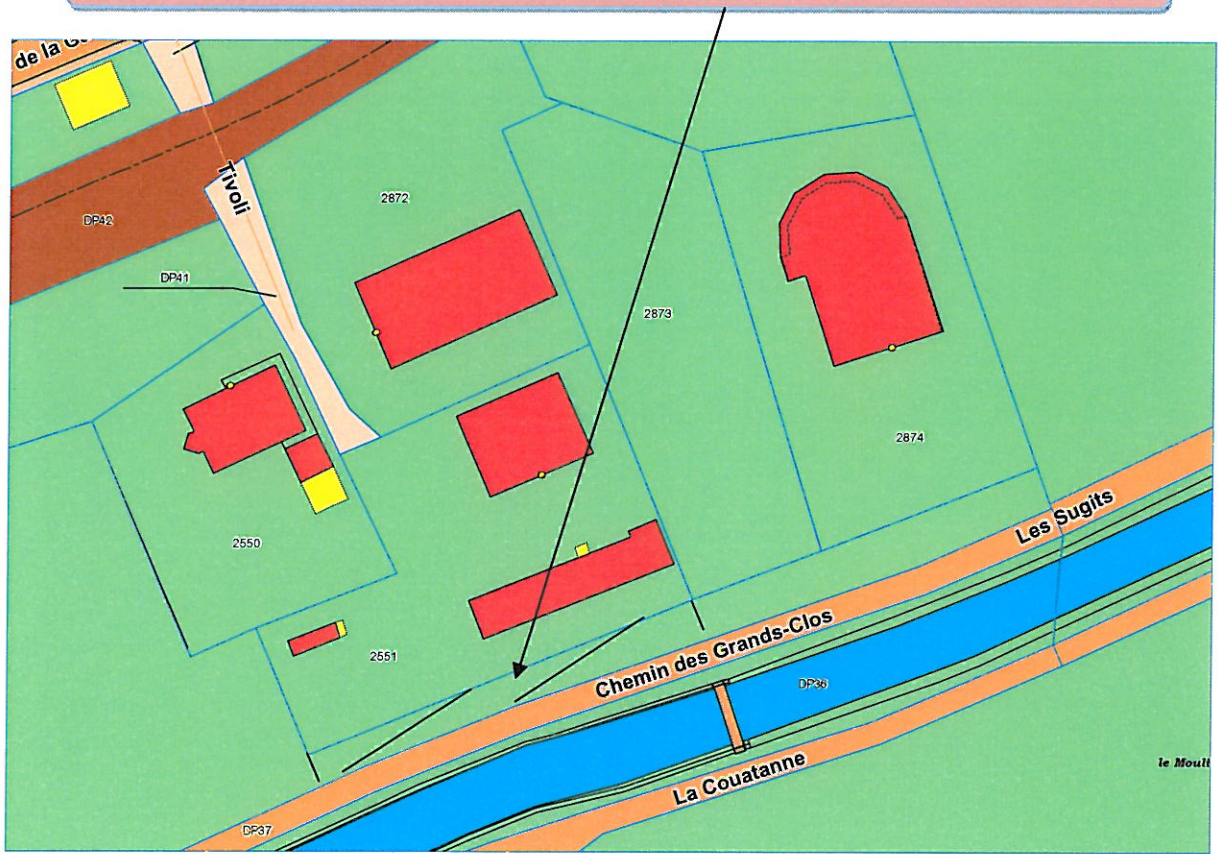 de la
Tivoli
2872
DP42
DP41
2873
2874
2550
2551
Les Sugits
Chemin des Grands-Clos
DP36
La Couatanne
le Mouli
DP37